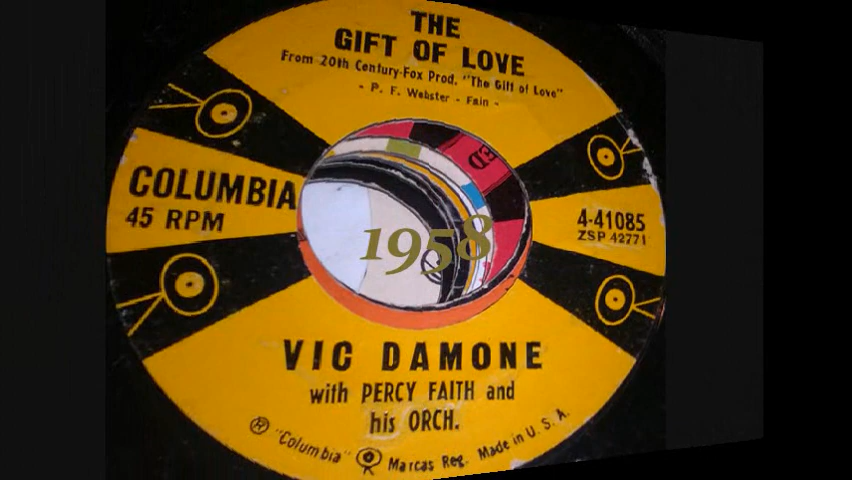 THE
GIFT OF LOVE
From 20th Century-Fox Prod. "The Gift of Love"
- P. F. Webster - Fain -
COLUMBIA
45 RPM
4-41085
ZSP 42771
ED
1958
VIC DAMONE
with PERCY FAITH and
his ORCH.
® "Columbia" Marcas Reg. Made in U. S. A.